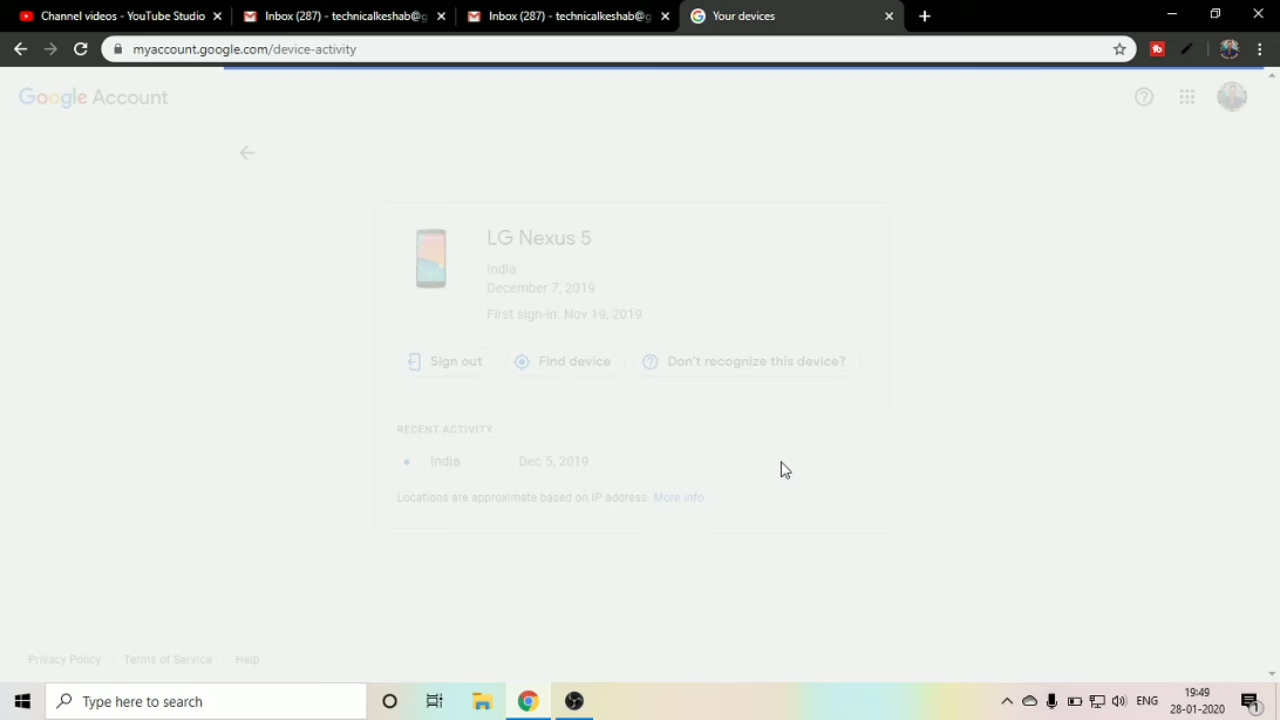 Channel videos - YouTube Studio
Inbox (287) - technicalkeshab@g
Inbox (287) - technicalkeshab@g
Your devices
myaccount.google.com/device-activity
Google Account
LG Nexus 5
India
December 7, 2019
First sign-in: Nov 19, 2019
Sign out
Find device
Don't recognize this device?
RECENT ACTIVITY
India
Dec 5, 2019
Locations are approximate based on IP address. More info
Privacy Policy · Terms of Service · Help
Type here to search
ENG
19:49
28-01-2020